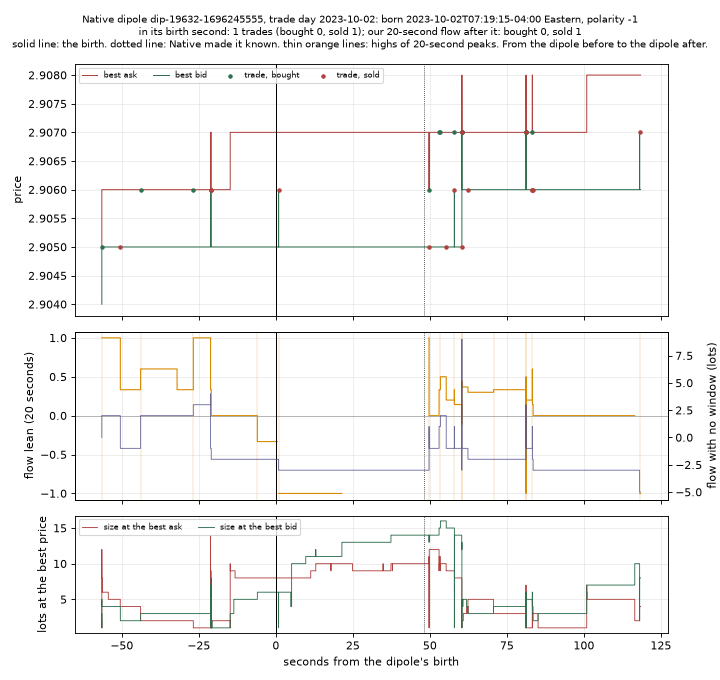 Native dipole dip-19632-1696245555, trade day 2023-10-02: born 2023-10-02T07:19:15-04:00 Eastern, polarity -1
in its birth second: 1 trades (bought 0, sold 1); our 20-second flow after it: bought 0, sold 1
solid line: the birth. dotted line: Native made it known. thin orange lines: highs of 20-second peaks. From the dipole before to the dipole after.
best ask best bid trade, bought trade, sold
2.9080
2.9075
2.9070
2.9065
2.9060
2.9055
2.9050
2.9045
2.9040
price
1.0
0.5
0.0
−0.5
−1.0
flow lean (20 seconds)
7.5
5.0
2.5
0.0
−2.5
−5.0
flow with no window (lots)
size at the best ask size at the best bid
15
10
5
lots at the best price
−50 −25 0 25 50 75 100 125
seconds from the dipole's birth